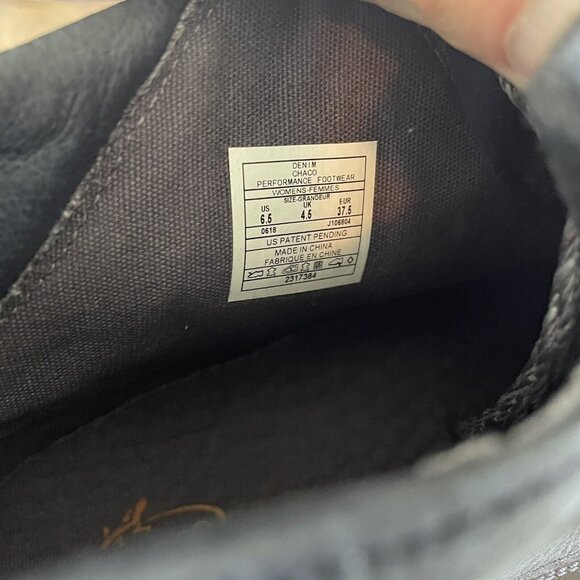 DENIM
CHACO
PERFORMANCE FOOTWEAR
WOMENS-FEMMES
SIZE-GRANDEUR
US UK EUR
6.5 4.5 37.5
0618 J106804
US PATENT PENDING
MADE IN CHINA
FABRIQUE EN CHINE
2317384